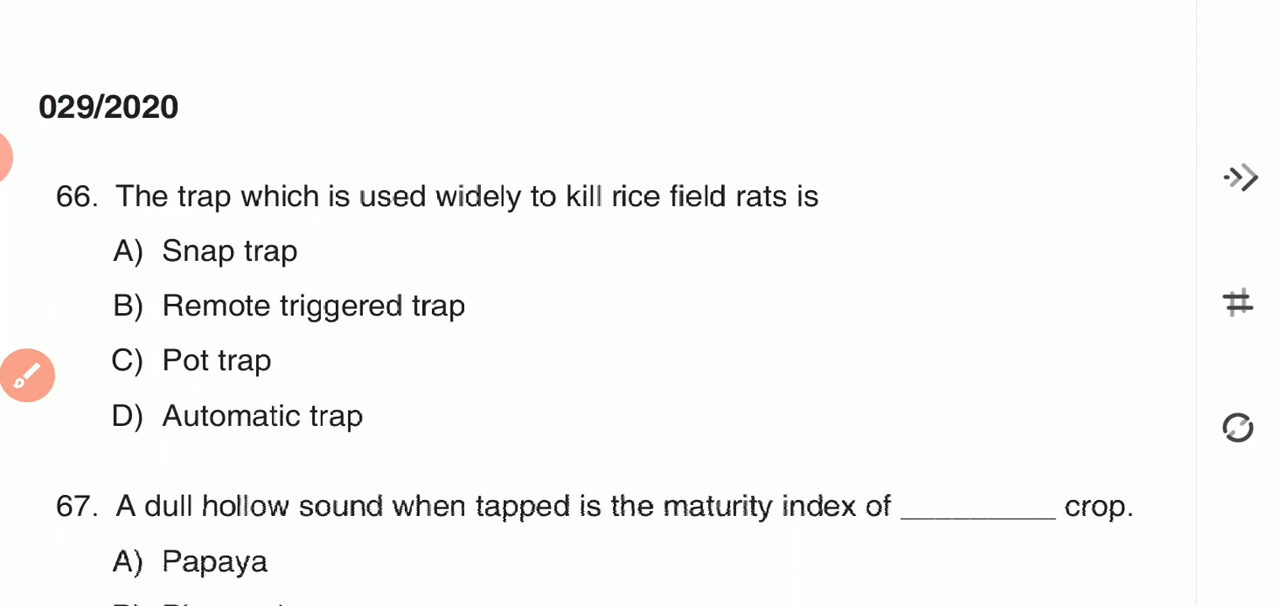 029/2020
66. The trap which is used widely to kill rice field rats is
A) Snap trap
B) Remote triggered trap
C) Pot trap
D) Automatic trap
67. A dull hollow sound when tapped is the maturity index of _________ crop.
A) Papaya